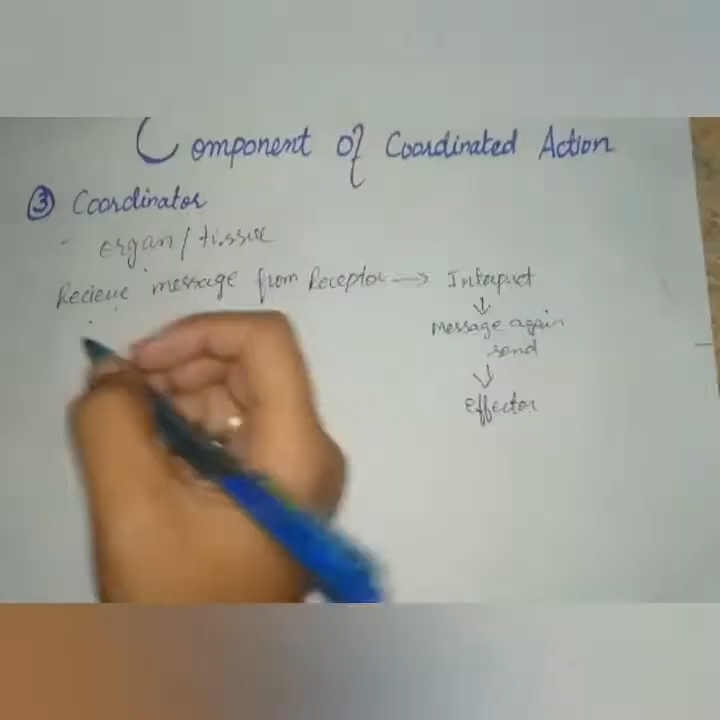 Component of Coordinated Action
③ Coordinator
- organ/tissue
Recieve message from Receptor → Interpret
↓
Message again
send
↓
effector